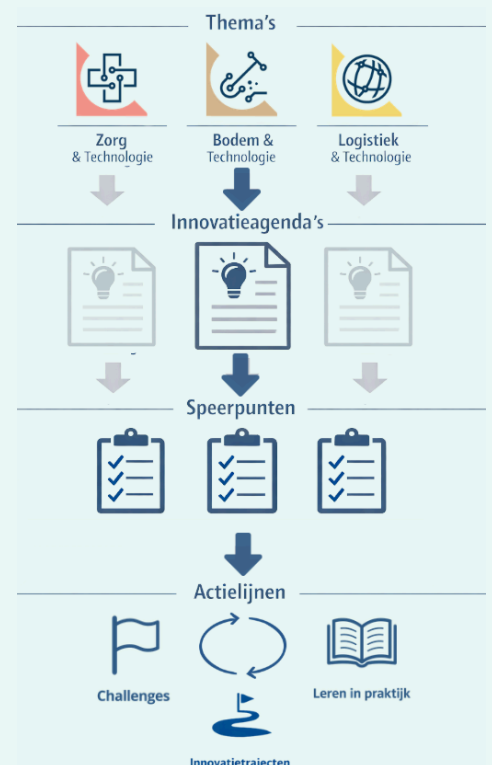 Thema's
Zorg
& Technologie
Bodem &
Technologie
Logistiek
& Technologie
Innovatieagenda's
Speerpunten
Actielijnen
Challenges
Leren in praktijk
Innovatietrajecten